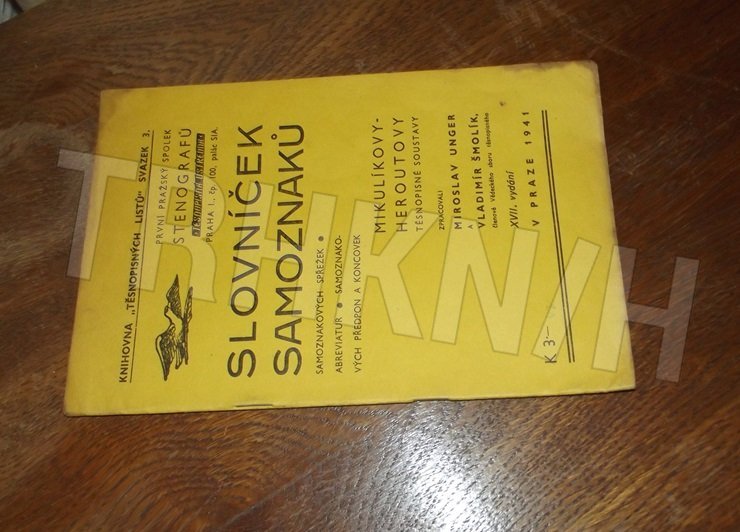 KNIHOVNA „TĚSNOPISNÝCH LISTŮ" SVAZEK 3.
PRVNÍ PRAŽSKÝ SPOLEK
STENOGRAFŮ
PRAHA I., čp. 100, palác SIA.
SLOVNÍČEK
SAMOZNAKŮ
SAMOZNAKOVÝCH SPŘEŽEK ●
ABREVIATUR ● SAMOZNAKO-
VÝCH PŘEDPON A KONCOVEK
MIKULÍKOVY-
HEROUTOVY
TĚSNOPISNÉ SOUSTAVY
ZPRACOVALI
MIROSLAV UNGER
A
VLADIMÍR ŠMOLÍK,
členové Vědeckého sboru těsnopisného
XVII. vydání
V PRAZE 1941
K 3·–
TRHKNIH